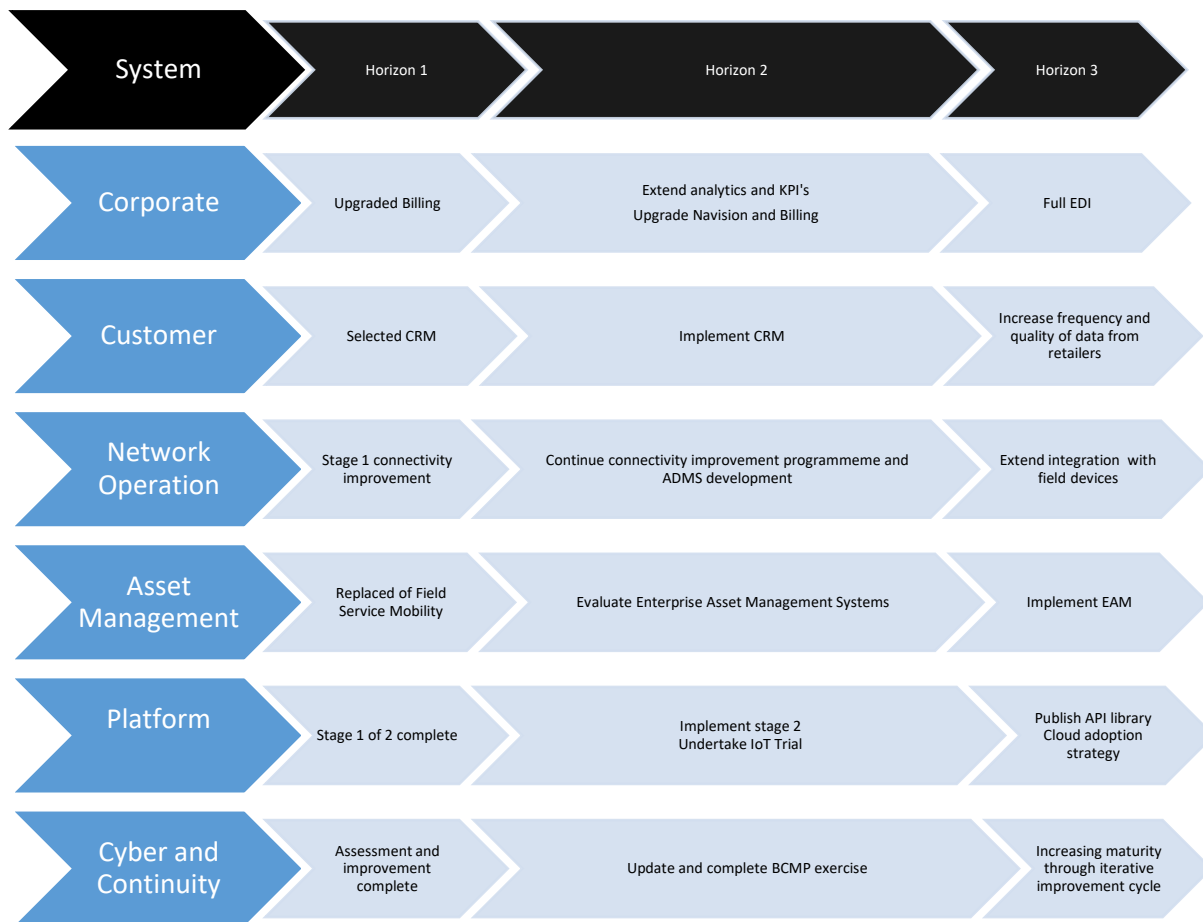 System
Horizon 1
Horizon 2
Horizon 3
Corporate
Upgraded Billing
Extend analytics and KPI's
Upgrade Navision and Billing
Full EDI
Customer
Selected CRM
Implement CRM
Increase frequency and
quality of data from
retailers
Network
Operation
Stage 1 connectivity
improvement
Continue connectivity improvement programmeme and
ADMS development
Extend integration with
field devices
Asset
Management
Replaced of Field
Service Mobility
Evaluate Enterprise Asset Management Systems
Implement EAM
Platform
Stage 1 of 2 complete
Implement stage 2
Undertake IoT Trial
Publish API library
Cloud adoption
strategy
Cyber and
Continuity
Assessment and
improvement
complete
Update and complete BCMP exercise
Increasing maturity
through iterative
improvement cycle